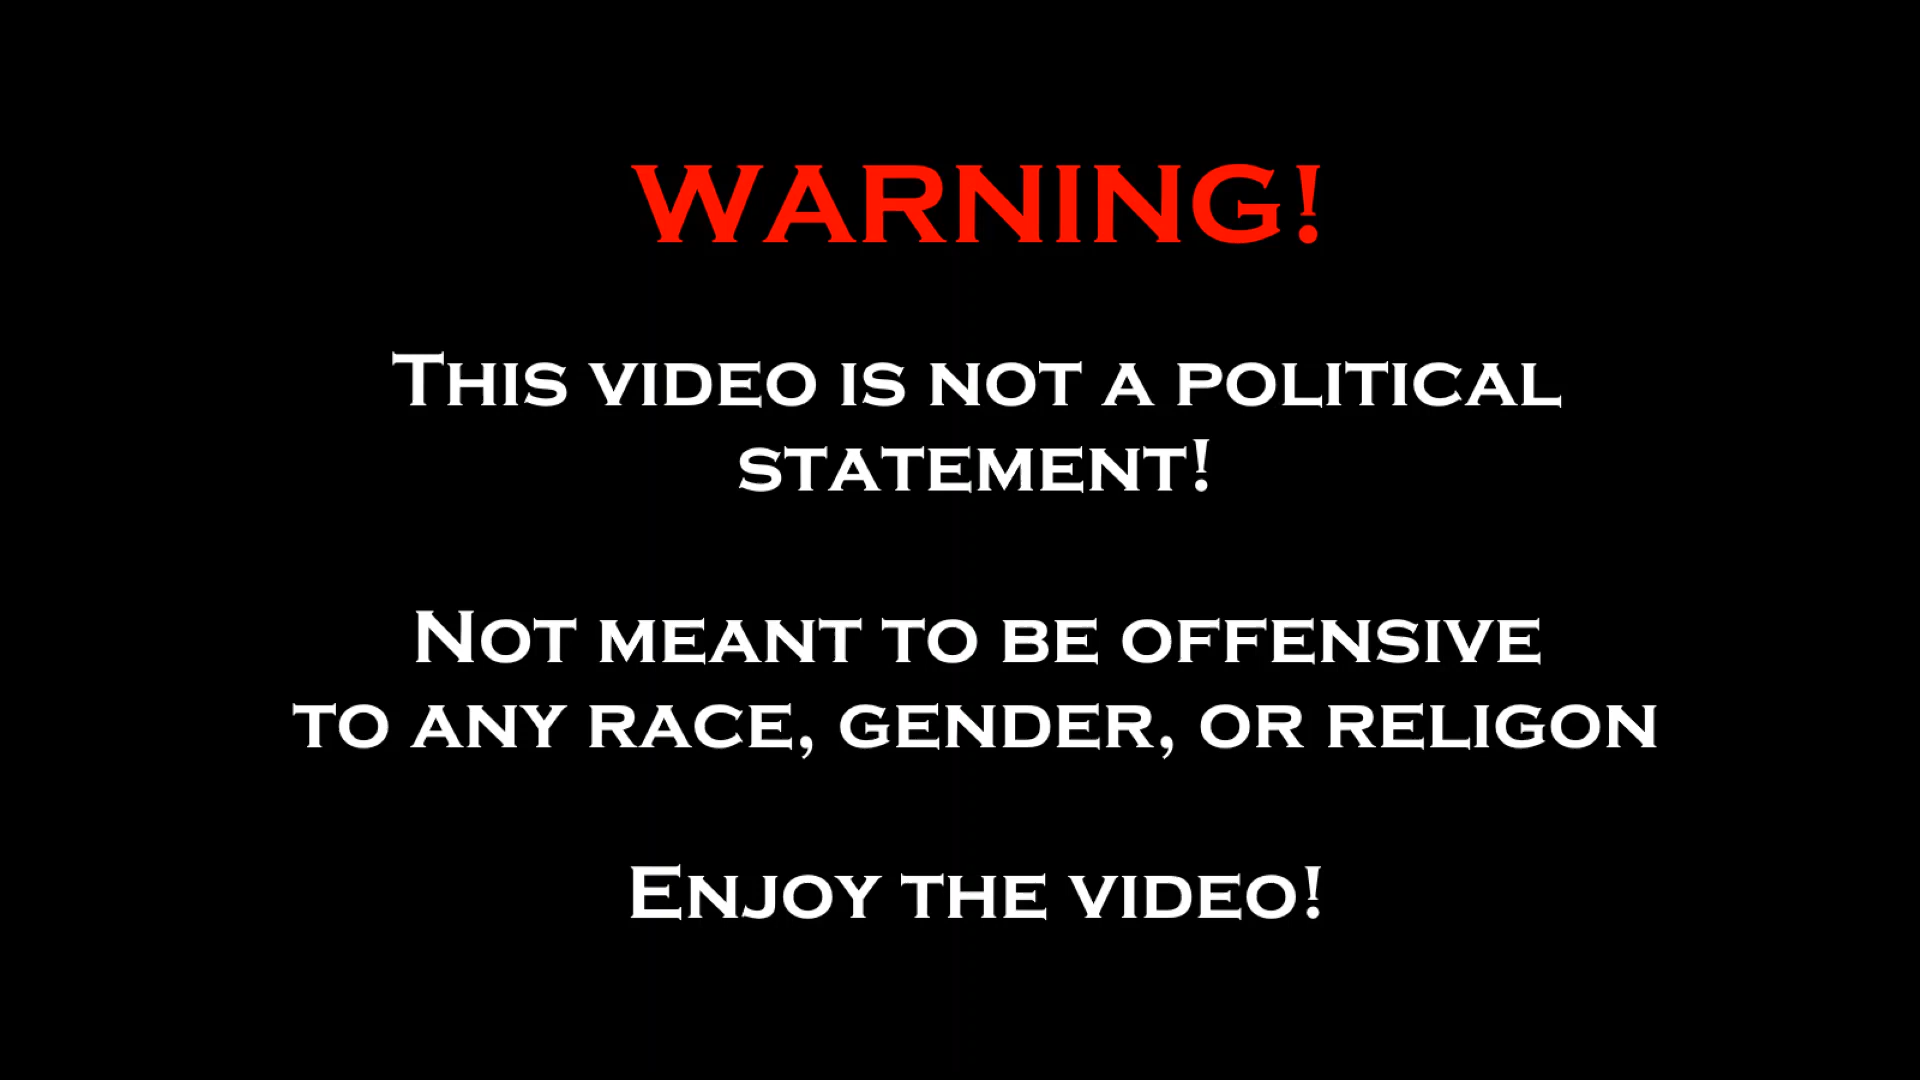 WARNING!
This video is not a political
statement!
Not meant to be offensive
to any race, gender, or religon
Enjoy the video!